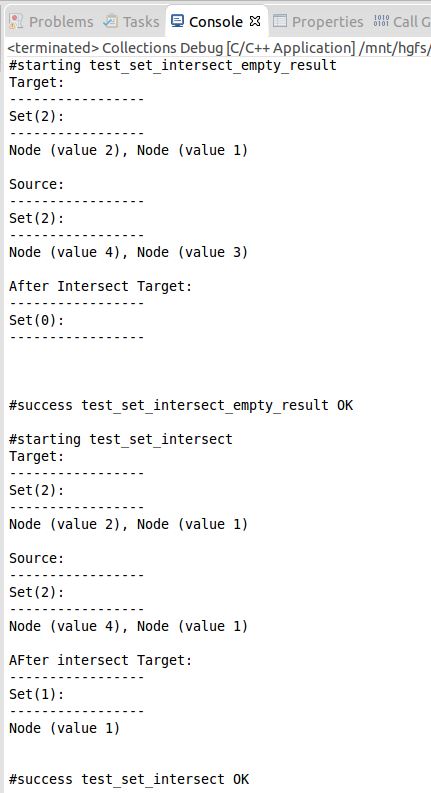 Problems Tasks Console Properties Call G
<terminated> Collections Debug [C/C++ Application] /mnt/hgfs/
#starting test_set_intersect_empty_result
Target:
-----------------
Set(2):
-----------------
Node (value 2), Node (value 1)
Source:
-----------------
Set(2):
-----------------
Node (value 4), Node (value 3)
After Intersect Target:
-----------------
Set(0):
-----------------
#success test_set_intersect_empty_result OK
#starting test_set_intersect
Target:
-----------------
Set(2):
-----------------
Node (value 2), Node (value 1)
Source:
-----------------
Set(2):
-----------------
Node (value 4), Node (value 1)
AFter intersect Target:
-----------------
Set(1):
-----------------
Node (value 1)
#success test_set_intersect OK